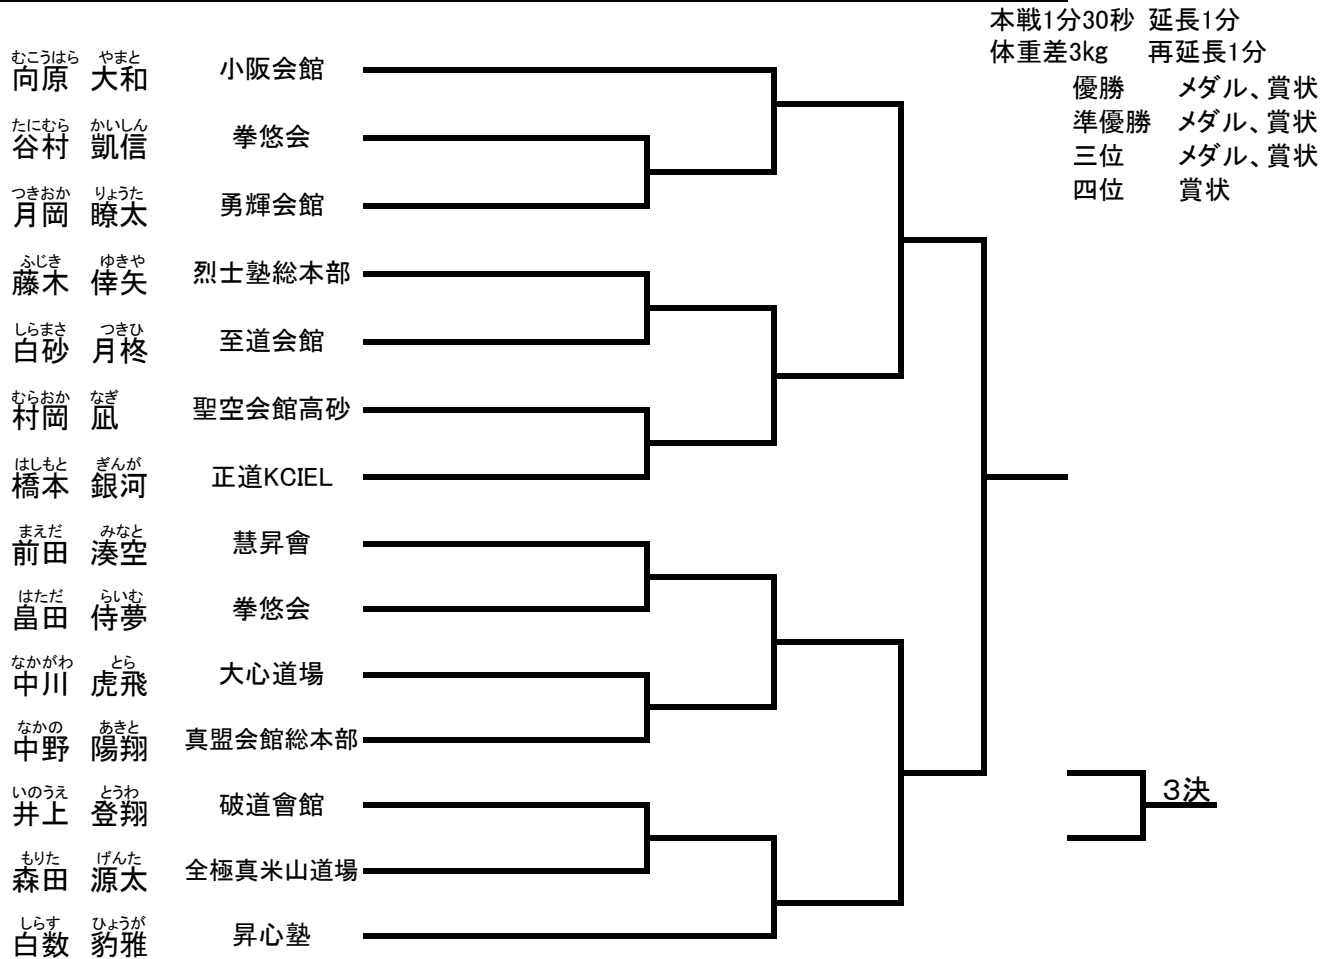 本戦1分30秒 延長1分
体重差3kg 再延長1分
優勝 メダル、賞状
準優勝 メダル、賞状
三位 メダル、賞状
四位 賞状
むこうはら やまと
向原 大和 小阪会館
たにむら かいしん
谷村 凱信 拳悠会
つきおか りょうた
月岡 瞭太 勇輝会館
ふじき ゆきや
藤木 倖矢 烈士塾総本部
しらまさ つきひ
白砂 月柊 至道会館
むらおか なぎ
村岡 凪 聖空会館高砂
はしもと ぎんが
橋本 銀河 正道KCIEL
まえだ みなと
前田 湊空 慧昇會
はただ らいむ
畠田 侍夢 拳悠会
なかがわ とら
中川 虎飛 大心道場
なかの あきと
中野 陽翔 真盟会館総本部
いのうえ とうわ
井上 登翔 破道會館
もりた げんた
森田 源太 全極真米山道場
しらす ひょうが
白数 豹雅 昇心塾
3決